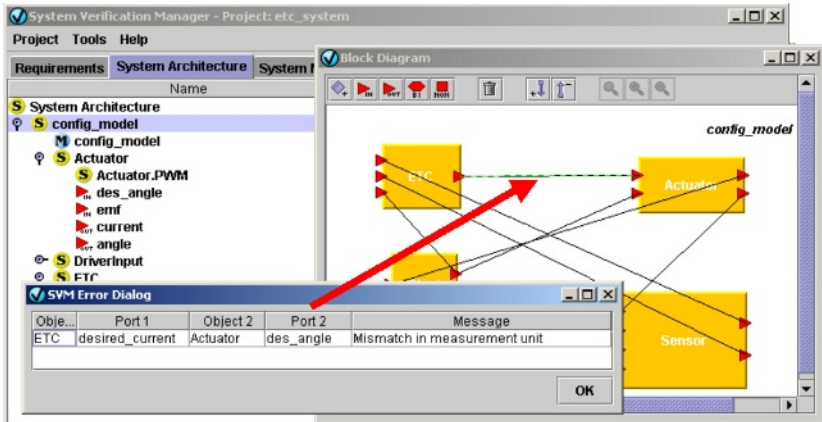 System Verification Manager - Project: etc_system
Project Tools Help
Requirements System Architecture System M
Name
System Architecture
config_model
config_model
Actuator
Actuator.PWM
des_angle
emf
current
angle
DriverInput
ETC
Block Diagram
config_model
ETC
Actuator
Sensor
SVM Error Dialog
Obje... Port 1 Object 2 Port 2 Message
ETC desired_current Actuator des_angle Mismatch in measurement unit
OK